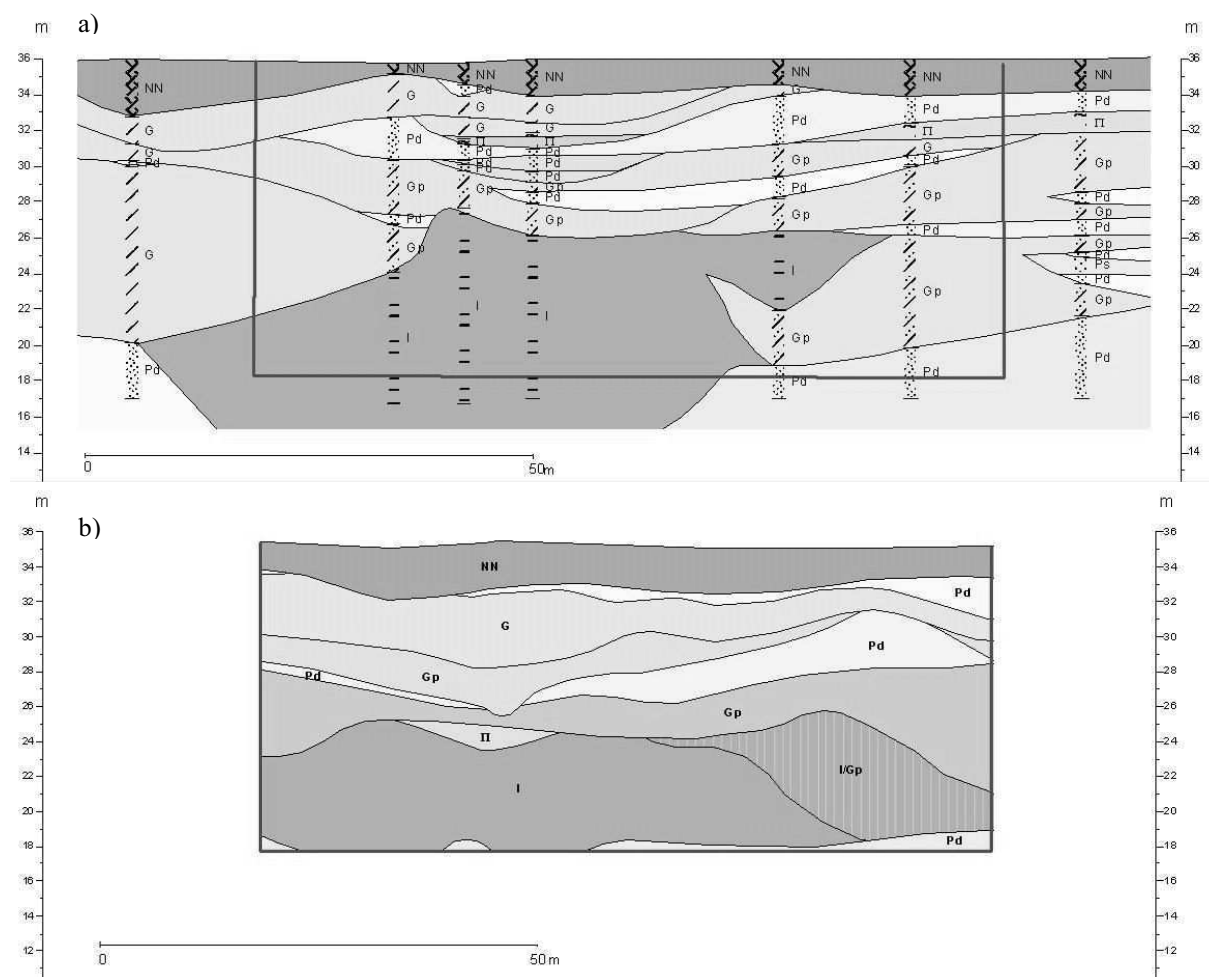 a)
m m
36 36
NN NN NN NN NN NN NN
Pd G
34 34
Pd Pd
G G G Pd П
32 32
G G G П
G Pd П П G
G Pd Pd
Pd Pd Pd Gp Pd Gp
30 30
Pd
Gp Gp Gp Pd Gp Pd
28 28
Pd
Pd Gp Gp Gp
Pd Pd
26 26
Gp Gp
G Pd
Ps
24 24
I Pd
Gp Gp
22 22
I I
Gp
20 I 20
Pd Pd Pd Pd
18 18
16 16
14 14
0 50m
b)
m m
36 36
34 NN 34
Pd
32 32
G
30 30
Pd
28 Pd Gp 28
26 26
Gp
24 П 24
I/Gp
22 22
I
20 20
18 Pd 18
16 16
14 14
12 12
0 50 m